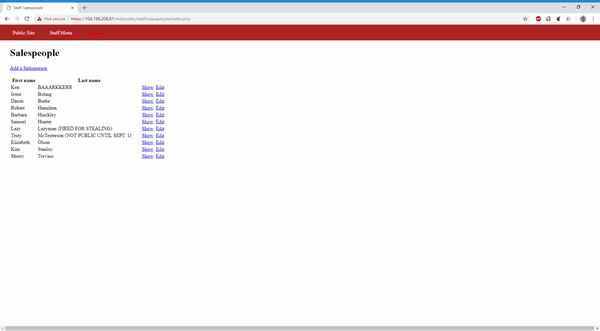 Staff: Salespeople
Not secure | https://104.198.208.81/red/public/staff/salespeople/index.php
Public Site Staff Menu Logout
Salespeople
Add a Salesperson
First name Last name
Ken BAAARKKERR Show Edit
Irene Boling Show Edit
Daron Burke Show Edit
Robert Hamilton Show Edit
Barbara Hinckley Show Edit
Samuel Hunter Show Edit
Lazy Lazyman (FIRED FOR STEALING) Show Edit
Testy McTesterson (NOT PUBLIC UNTIL SEPT. 1) Show Edit
Elizabeth Olson Show Edit
Kim Stanley Show Edit
Sherry Trevino Show Edit